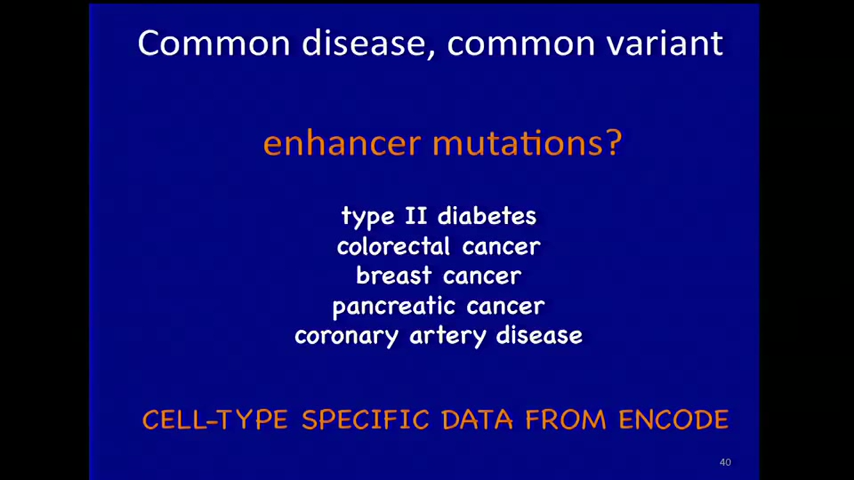 Common disease, common variant
enhancer mutations?
type II diabetes
colorectal cancer
breast cancer
pancreatic cancer
coronary artery disease
CELL-TYPE SPECIFIC DATA FROM ENCODE
40